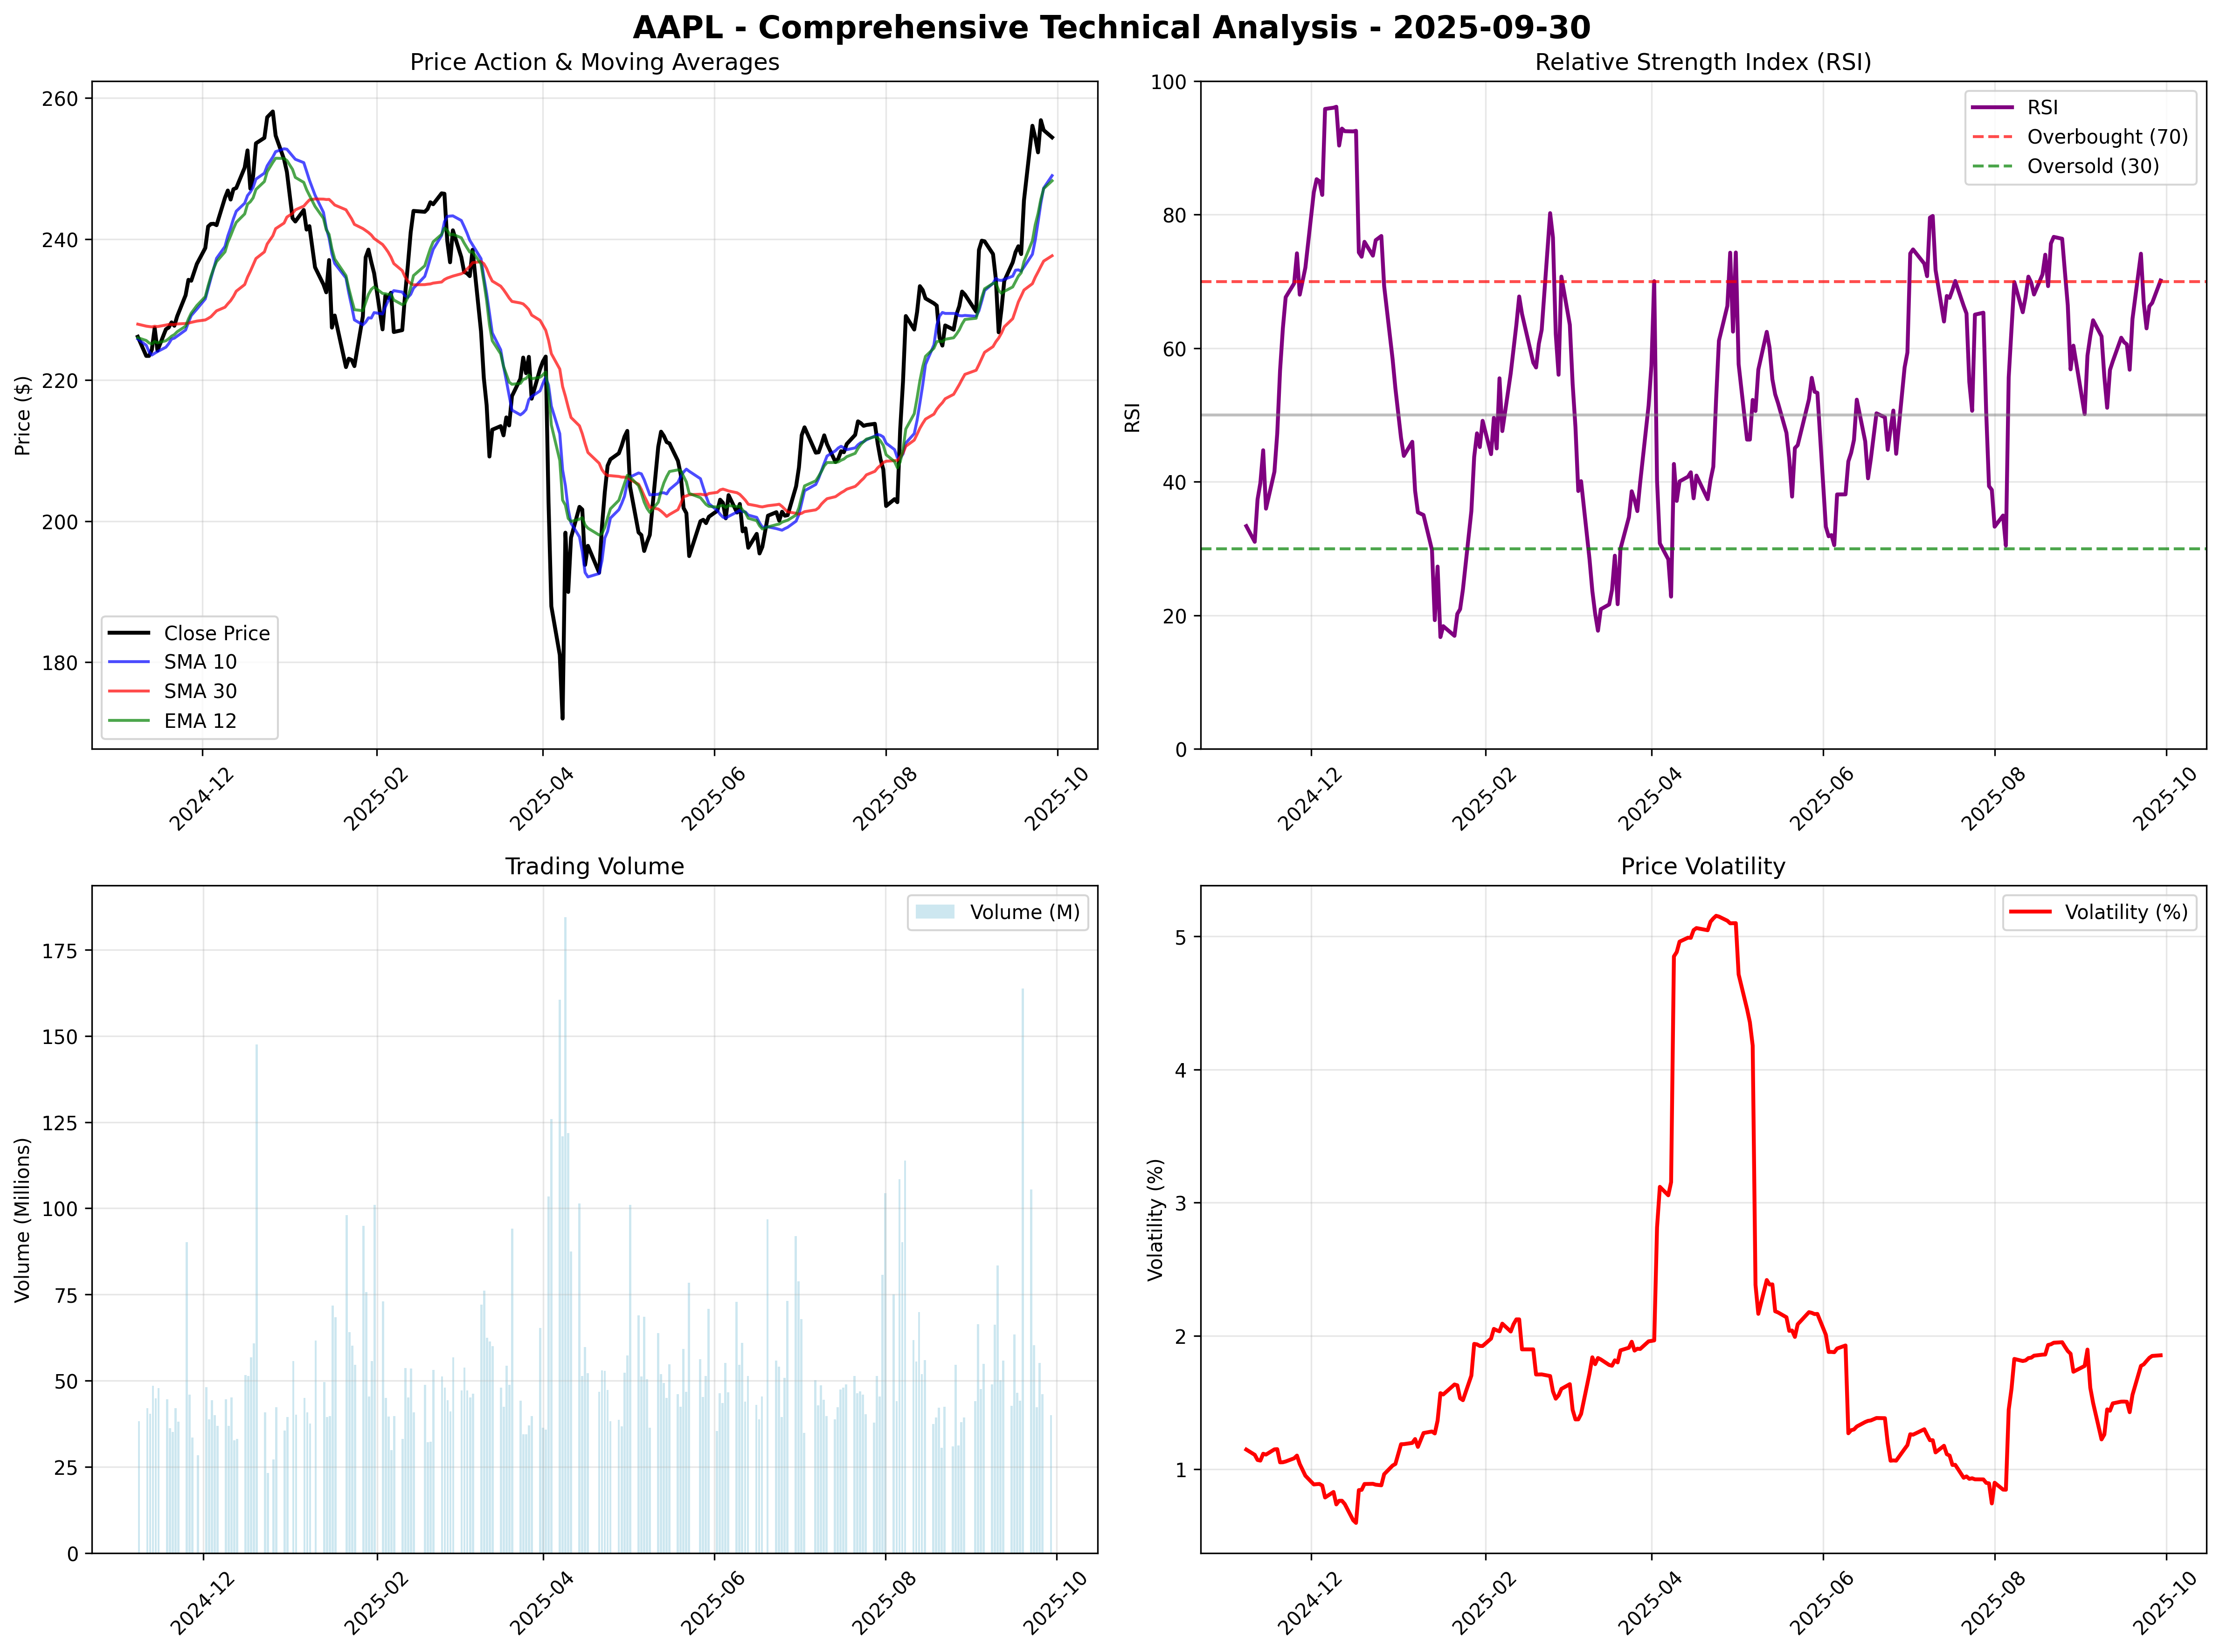 AAPL - Comprehensive Technical Analysis - 2025-09-30
Price Action & Moving Averages
Price ($)
260
240
220
200
180
Close Price
SMA 10
SMA 30
EMA 12
2024-12
2025-02
2025-04
2025-06
2025-08
2025-10
Relative Strength Index (RSI)
RSI
100
80
60
40
20
0
RSI
Overbought (70)
Oversold (30)
2024-12
2025-02
2025-04
2025-06
2025-08
2025-10
Trading Volume
Volume (Millions)
175
150
125
100
75
50
25
0
Volume (M)
2024-12
2025-02
2025-04
2025-06
2025-08
2025-10
Price Volatility
Volatility (%)
5
4
3
2
1
Volatility (%)
2024-12
2025-02
2025-04
2025-06
2025-08
2025-10